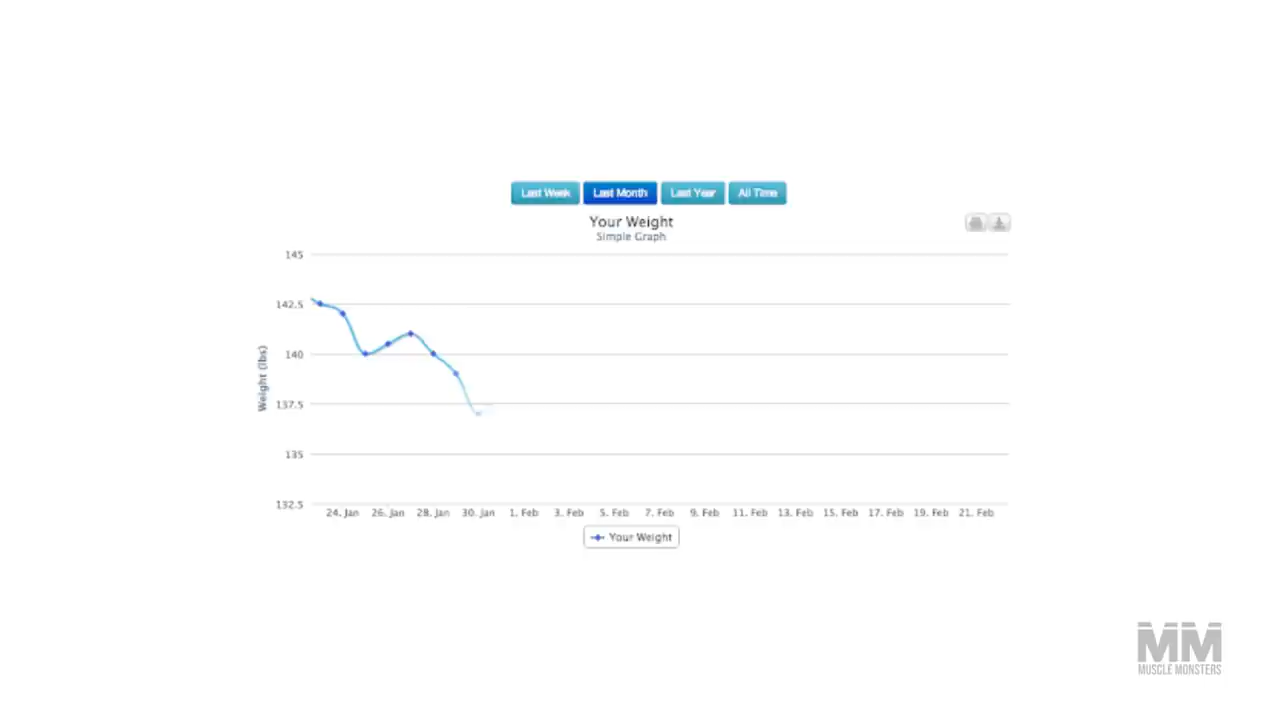 Last Week Last Month Last Year All Time
Your Weight
Simple Graph
145
142.5
140
137.5
135
132.5
Weight (lbs)
24. Jan 26. Jan 28. Jan 30. Jan 1. Feb 3. Feb 5. Feb 7. Feb 9. Feb 11. Feb 13. Feb 15. Feb 17. Feb 19. Feb 21. Feb
Your Weight
MM
MUSCLE MONSTERS